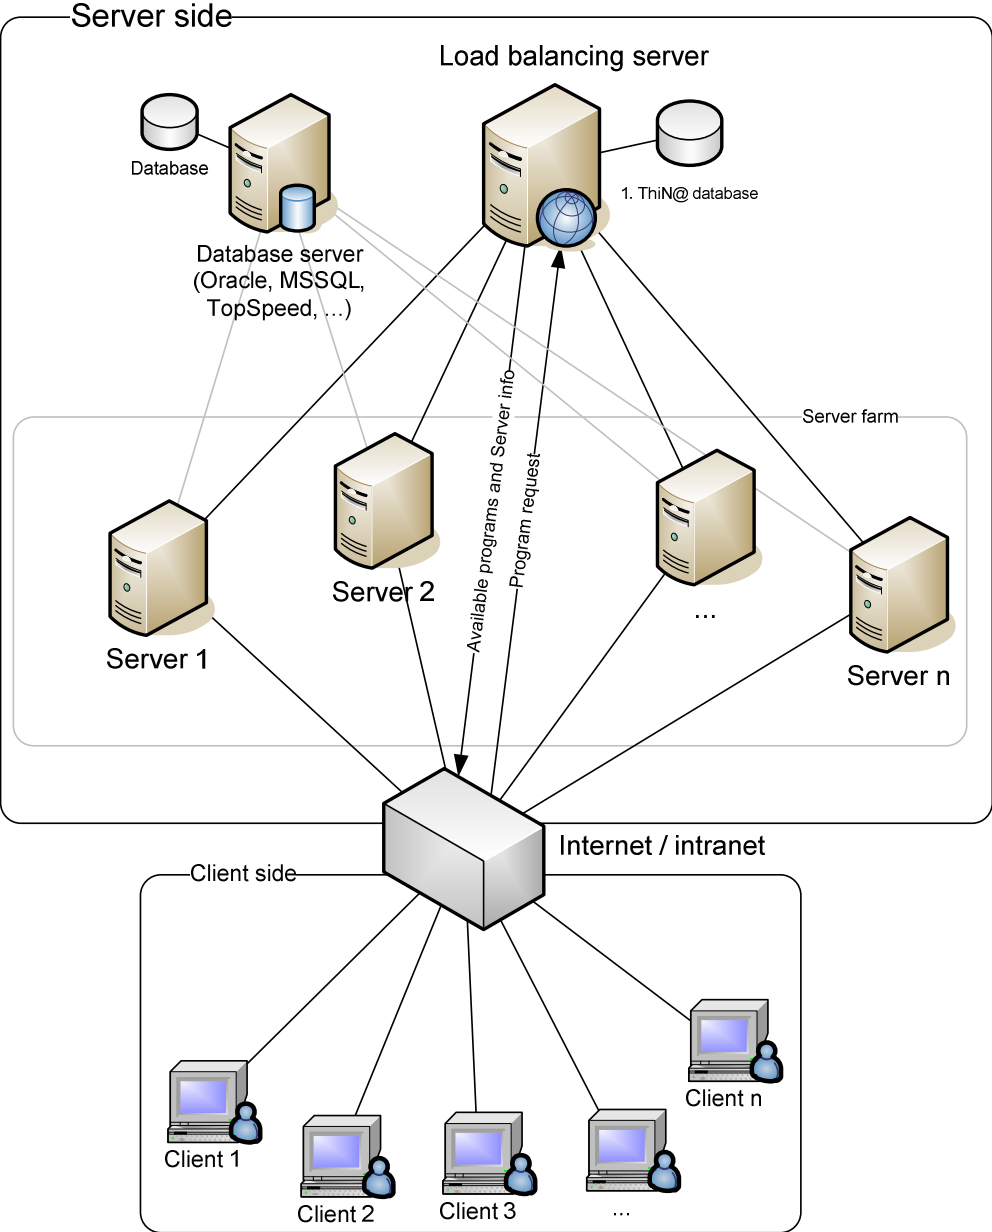 Server side
Load balancing server
Database
1. ThiN@ database
Database server
(Oracle, MSSQL,
TopSpeed, ...)
Available programs and Server info
Program request
Server farm
Server 1
Server 2
...
Server n
Internet / intranet
Client side
Client 1
Client 2
Client 3
...
Client n